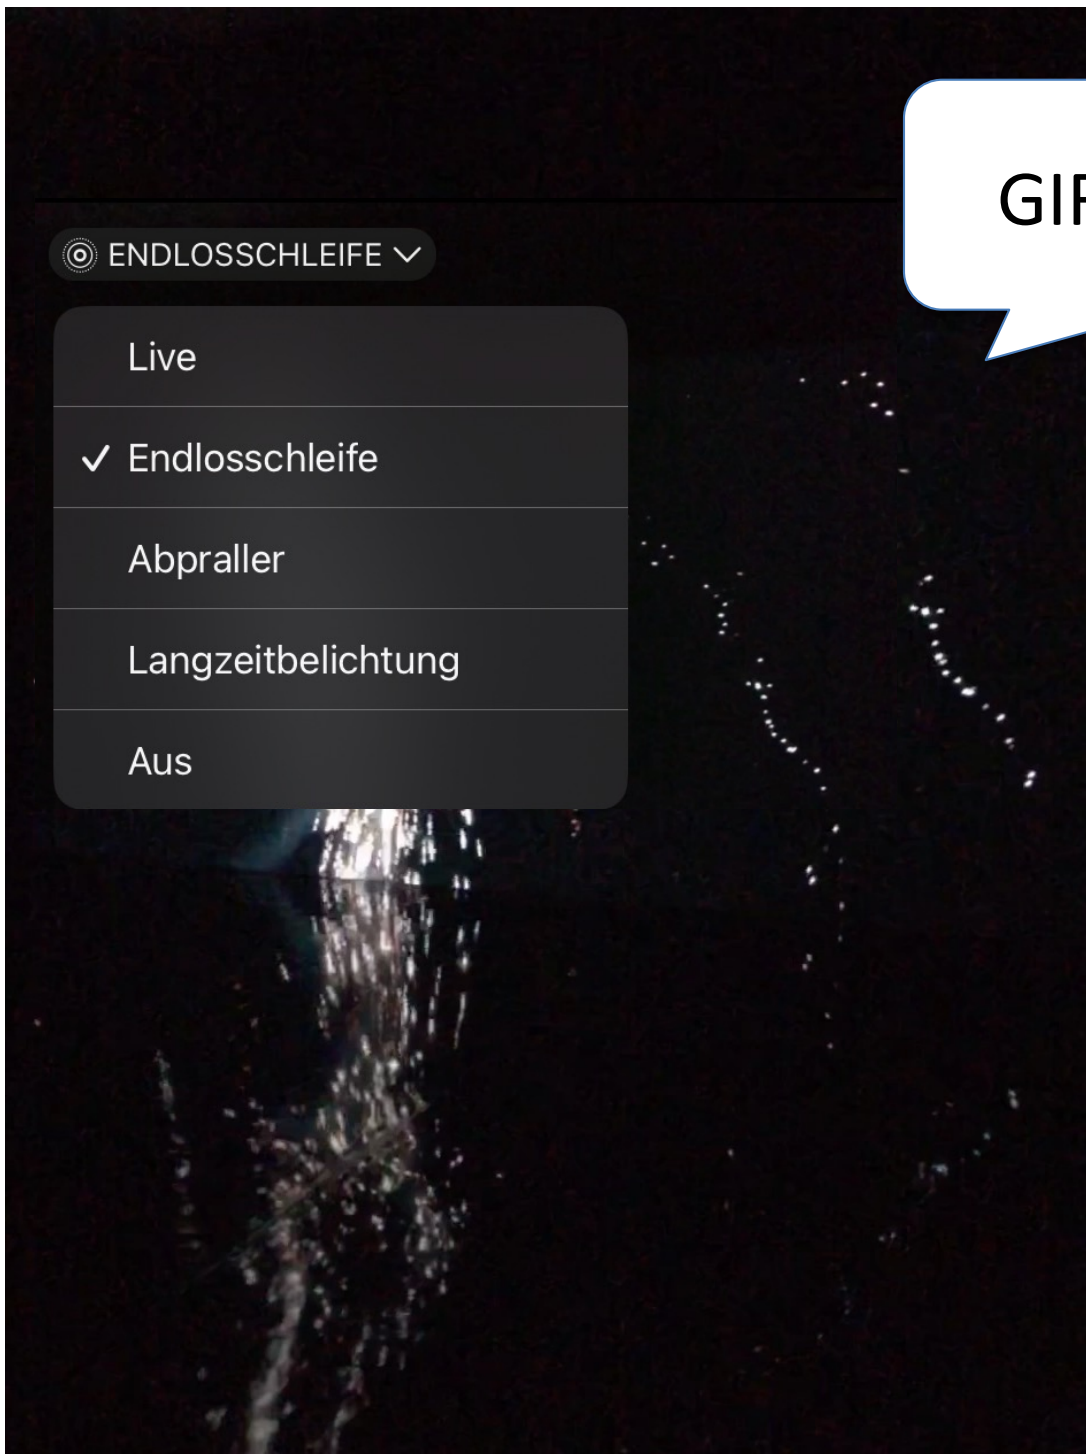 GIF
ENDLOSSCHLEIFE
Live
Endlosschleife
Abpraller
Langzeitbelichtung
Aus